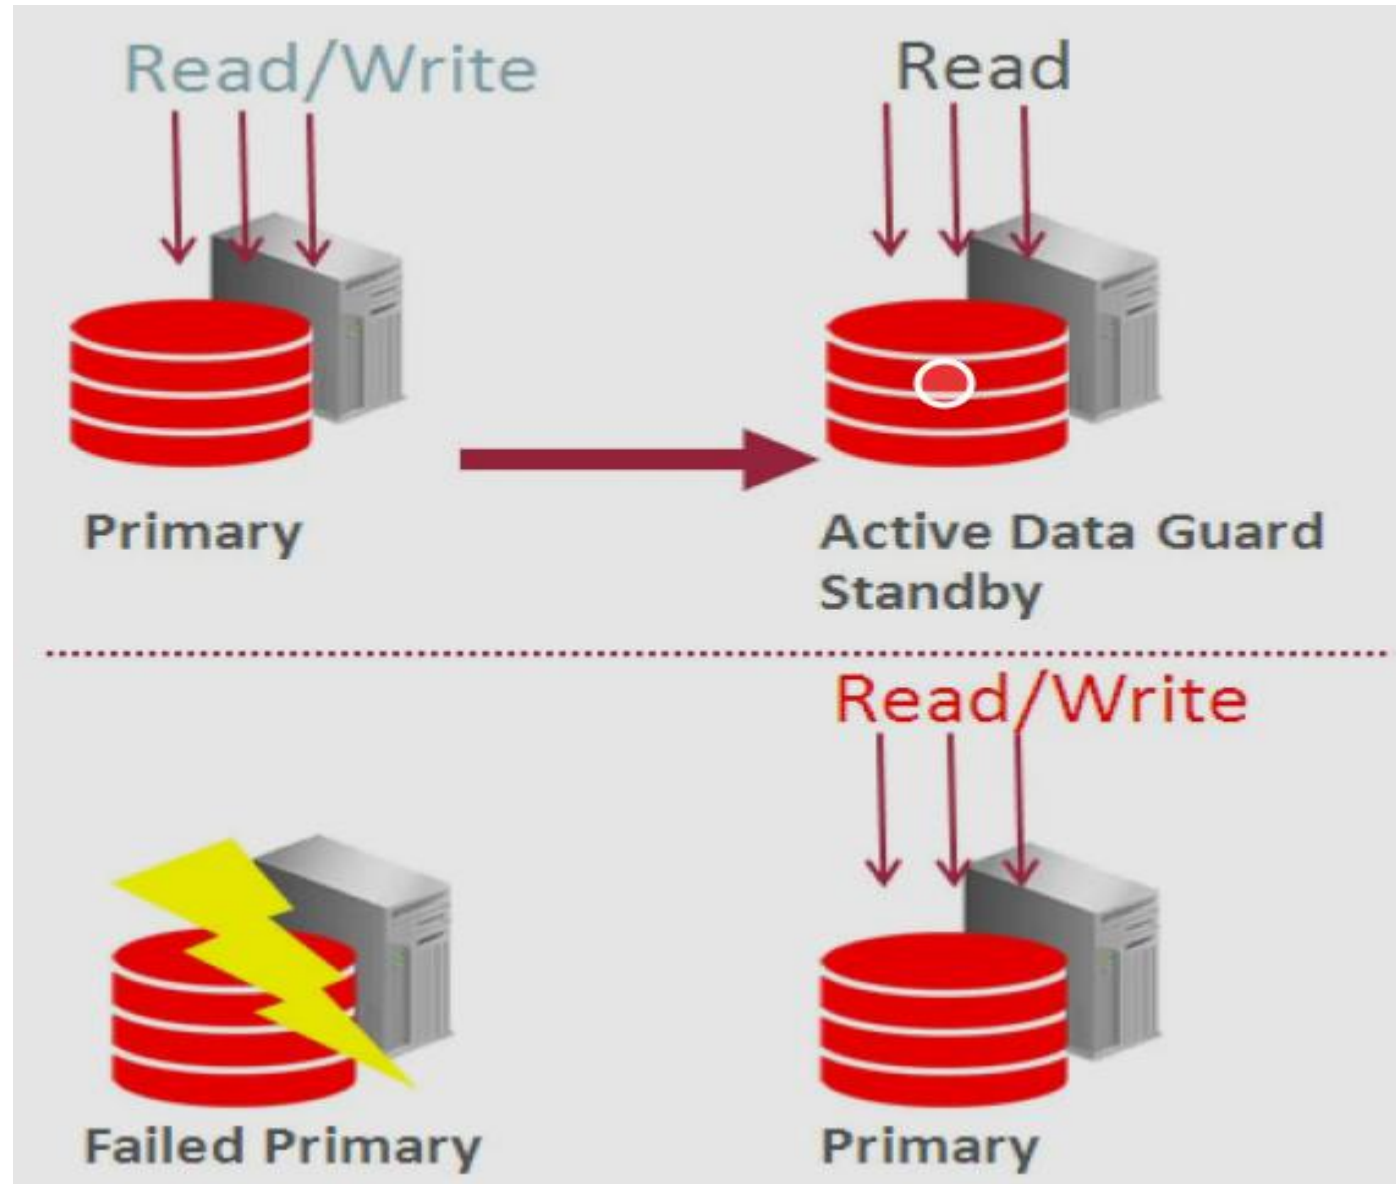 Read/Write
Read
Primary
Active Data Guard
Standby
Read/Write
Failed Primary
Primary